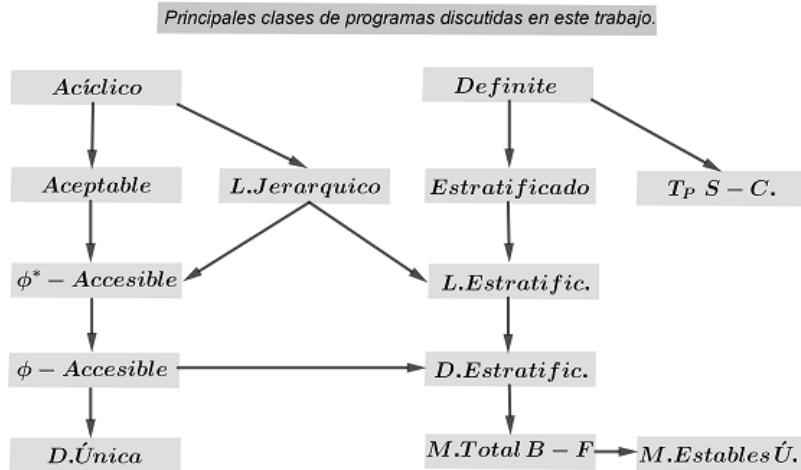 Principales clases de programas discutidas en este trabajo.
Acíclico
Definite
Aceptable
L.Jerarquico
Estratificado
T_P S − C.
ϕ* − Accesible
L.Estratific.
ϕ − Accesible
D.Estratific.
D.Única
M.Total B − F
M.Estables Ú.